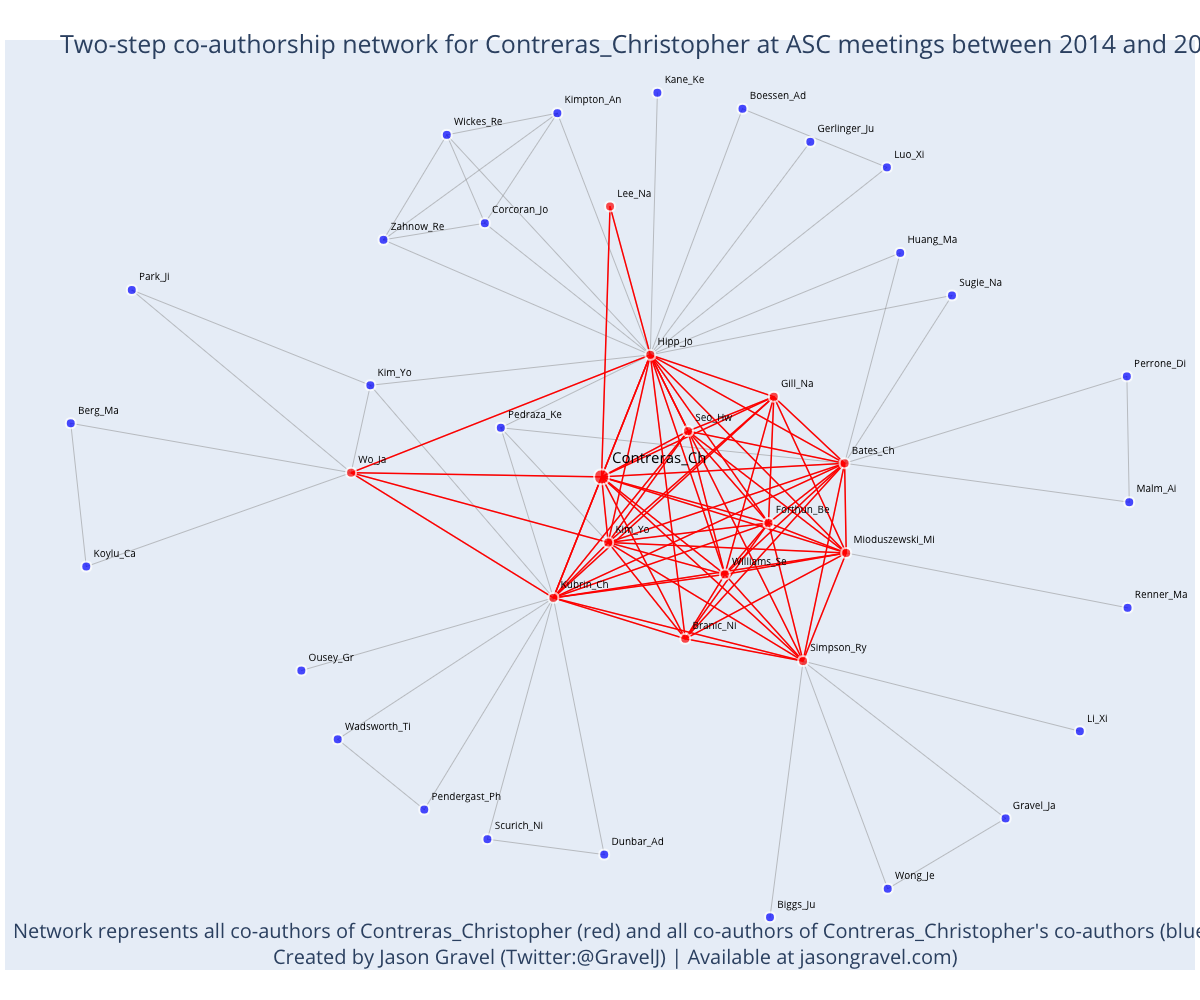 Two-step co-authorship network for Contreras_Christopher at ASC meetings between 2014 and 20
Kane_Ke
Boessen_Ad
Kimpton_An
Wickes_Re
Gerlinger_Ju
Luo_Xi
Lee_Na
Corcoran_Jo
Zahnow_Re
Huang_Ma
Park_Ji
Sugie_Na
Hipp_Jo
Perrone_Di
Kim_Yo
Gill_Na
Berg_Ma
Pedraza_Ke
Seo_Hw
Contreras_Ch
Wo_Ja
Bates_Ch
Malm_Ai
Forthun_Be
Kim_Yo
Mioduszewski_Mi
Koylu_Ca
Williams_Se
Kubrin_Ch
Renner_Ma
Branic_Ni
Simpson_Ry
Ousey_Gr
Li_Xi
Wadsworth_Ti
Pendergast_Ph
Gravel_Ja
Scurich_Ni
Dunbar_Ad
Wong_Je
Biggs_Ju
Network represents all co-authors of Contreras_Christopher (red) and all co-authors of Contreras_Christopher's co-authors (blue
Created by Jason Gravel (Twitter:@GravelJ) | Available at jasongravel.com)